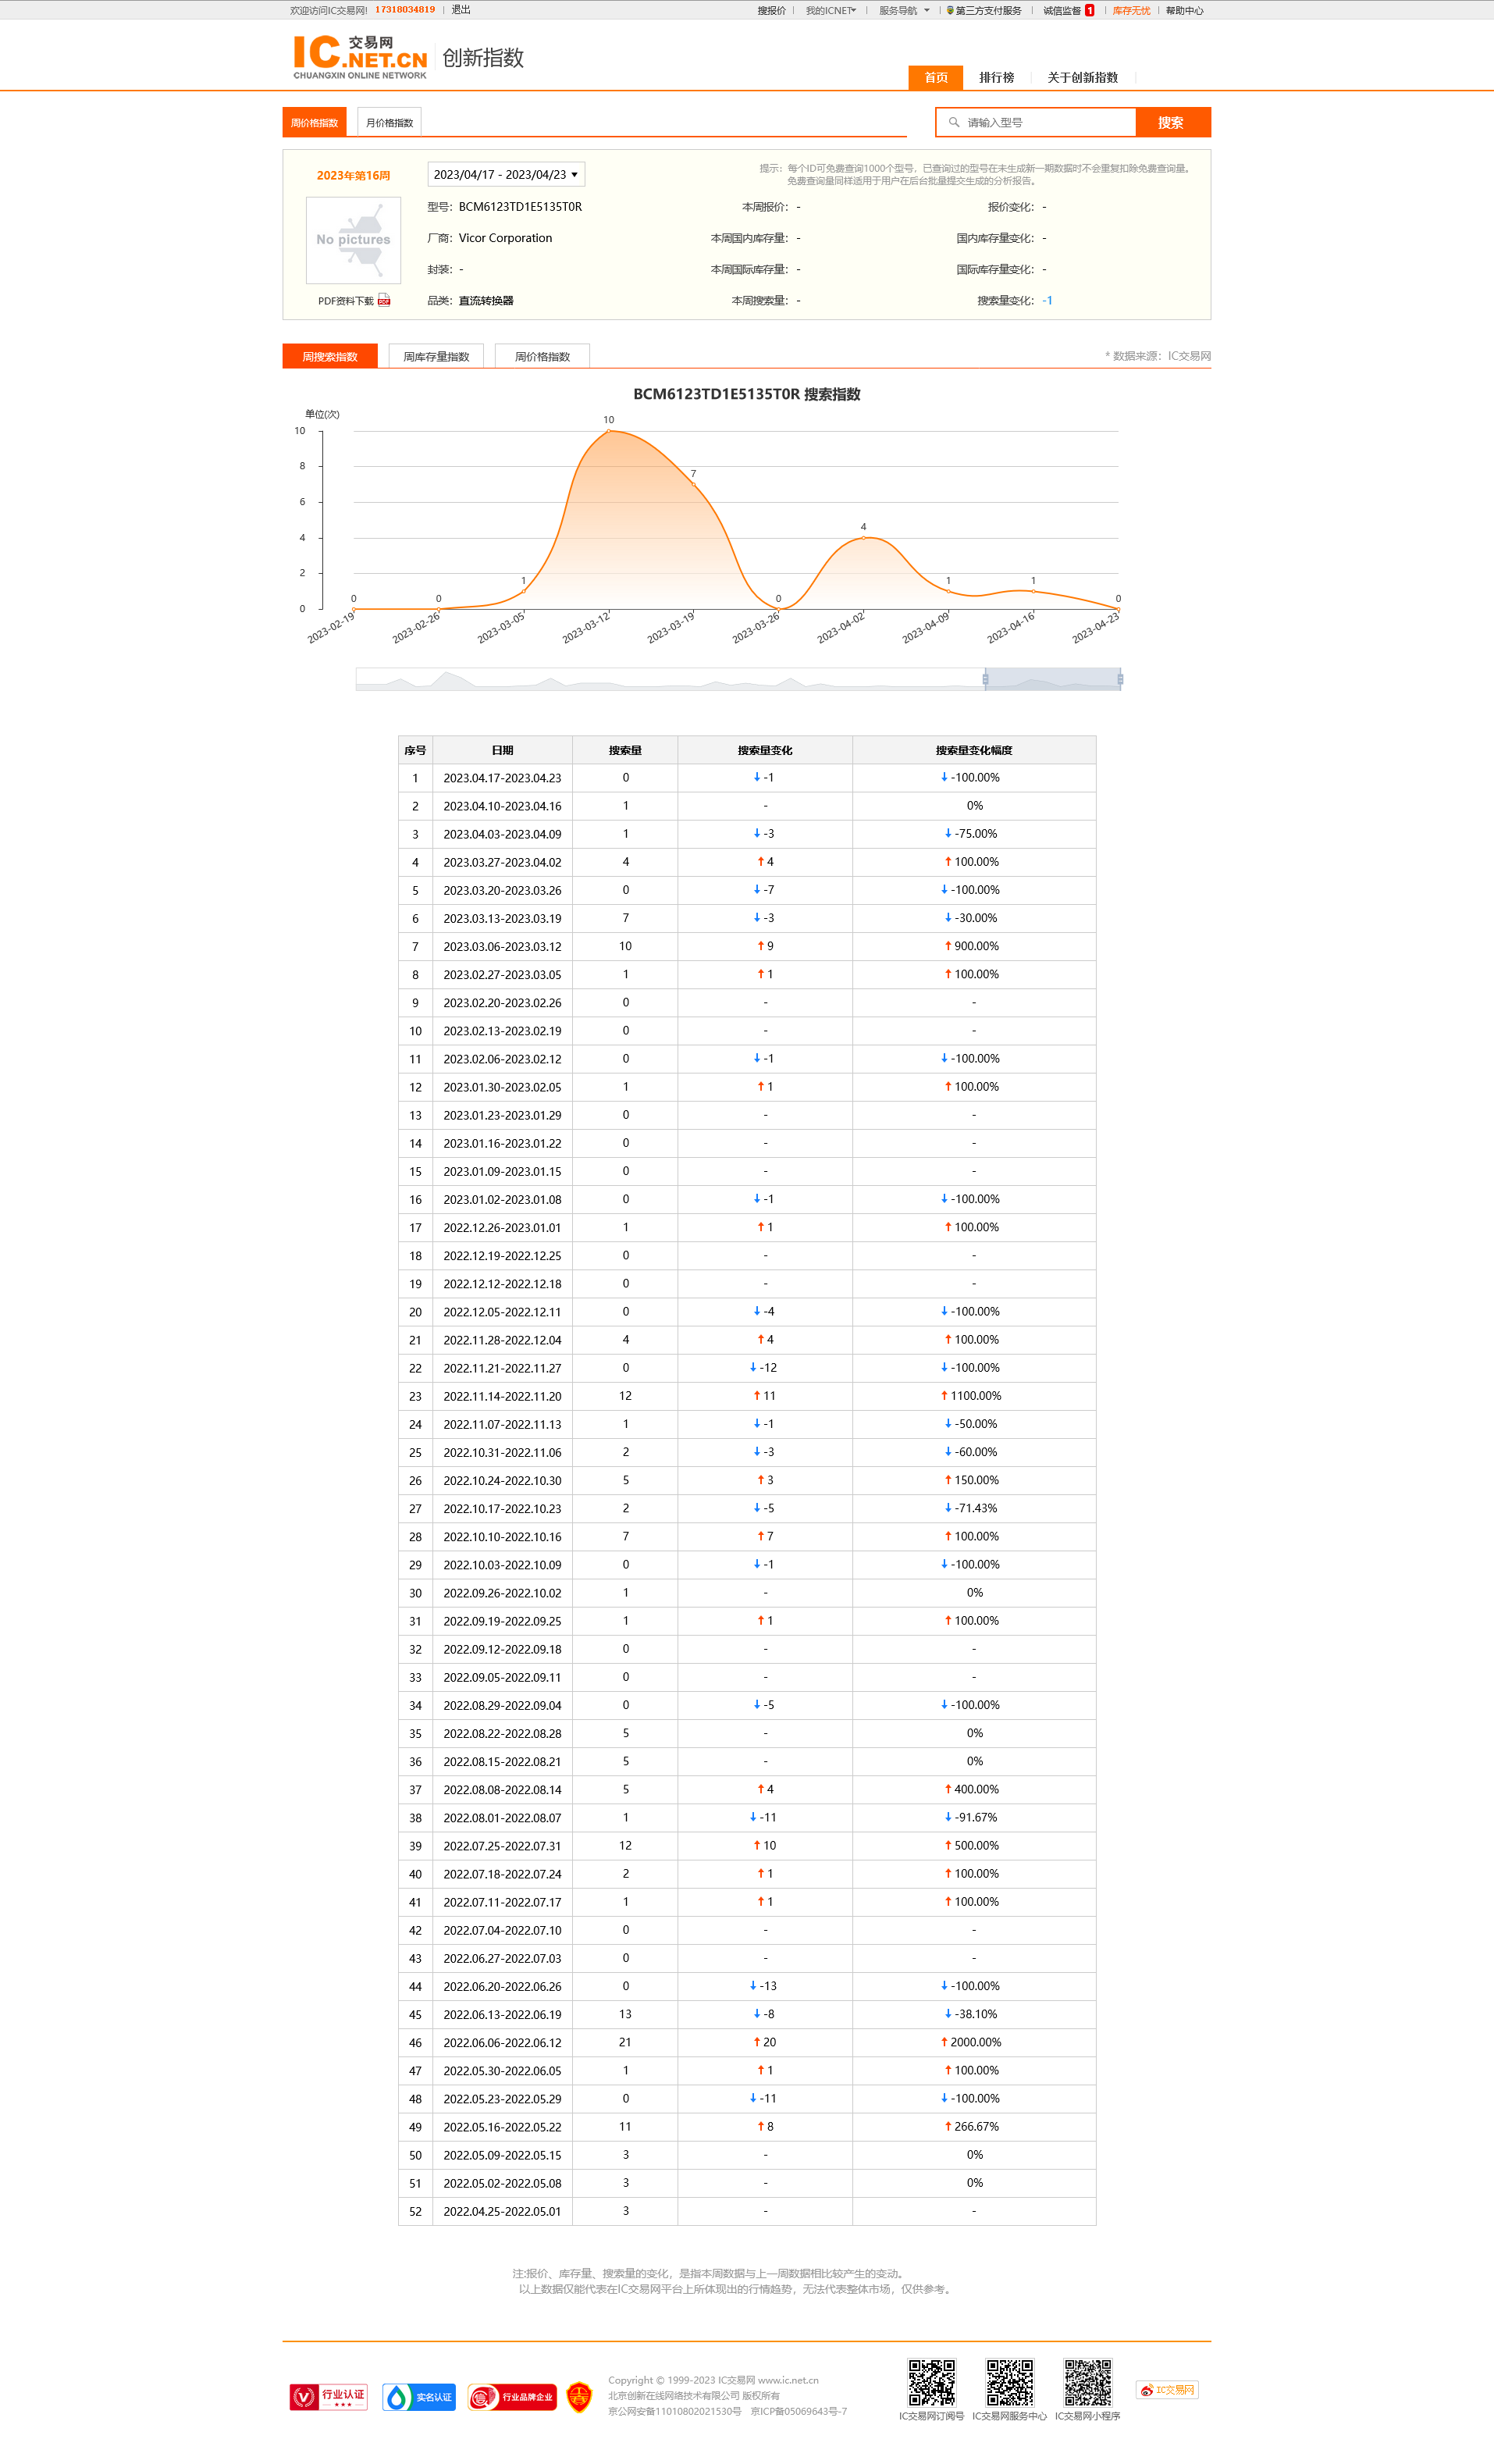 欢迎访问IC交易网! 17318034819 退出 搜报价 我的ICNET 服务导航 第三方支付服务 诚信监督 1 库存无忧 帮助中心
IC 交易网 .NET.CN
CHUANGXIN ONLINE NETWORK
创新指数
首页 排行榜 关于创新指数
周价格指数 月价格指数 请输入型号 搜索
2023年第16周 2023/04/17 - 2023/04/23
提示：每个ID可免费查询1000个型号，已查询过的型号在未生成新一期数据时不会重复扣除免费查询量。
免费查询量同样适用于用户在后台批量提交生成的分析报告。
No pictures
PDF资料下载 PDF
型号：BCM6123TD1E5135T0R 本周报价：- 报价变化：-
厂商：Vicor Corporation 本周国内库存量：- 国内库存量变化：-
封装：- 本周国际库存量：- 国际库存量变化：-
品类：直流转换器 本周搜索量：- 搜索量变化：-1
周搜索指数 周库存量指数 周价格指数 * 数据来源：IC交易网
BCM6123TD1E5135T0R 搜索指数
单位(次)
10
8
6
4
2
0
0 0 1 10 7 0 4 1 1 0
2023-02-19 2023-02-26 2023-03-05 2023-03-12 2023-03-19 2023-03-26 2023-04-02 2023-04-09 2023-04-16 2023-04-23
序号 日期 搜索量 搜索量变化 搜索量变化幅度
1 2023.04.17-2023.04.23 0 ↓ -1 ↓ -100.00%
2 2023.04.10-2023.04.16 1 - 0%
3 2023.04.03-2023.04.09 1 ↓ -3 ↓ -75.00%
4 2023.03.27-2023.04.02 4 ↑ 4 ↑ 100.00%
5 2023.03.20-2023.03.26 0 ↓ -7 ↓ -100.00%
6 2023.03.13-2023.03.19 7 ↓ -3 ↓ -30.00%
7 2023.03.06-2023.03.12 10 ↑ 9 ↑ 900.00%
8 2023.02.27-2023.03.05 1 ↑ 1 ↑ 100.00%
9 2023.02.20-2023.02.26 0 - -
10 2023.02.13-2023.02.19 0 - -
11 2023.02.06-2023.02.12 0 ↓ -1 ↓ -100.00%
12 2023.01.30-2023.02.05 1 ↑ 1 ↑ 100.00%
13 2023.01.23-2023.01.29 0 - -
14 2023.01.16-2023.01.22 0 - -
15 2023.01.09-2023.01.15 0 - -
16 2023.01.02-2023.01.08 0 ↓ -1 ↓ -100.00%
17 2022.12.26-2023.01.01 1 ↑ 1 ↑ 100.00%
18 2022.12.19-2022.12.25 0 - -
19 2022.12.12-2022.12.18 0 - -
20 2022.12.05-2022.12.11 0 ↓ -4 ↓ -100.00%
21 2022.11.28-2022.12.04 4 ↑ 4 ↑ 100.00%
22 2022.11.21-2022.11.27 0 ↓ -12 ↓ -100.00%
23 2022.11.14-2022.11.20 12 ↑ 11 ↑ 1100.00%
24 2022.11.07-2022.11.13 1 ↓ -1 ↓ -50.00%
25 2022.10.31-2022.11.06 2 ↓ -3 ↓ -60.00%
26 2022.10.24-2022.10.30 5 ↑ 3 ↑ 150.00%
27 2022.10.17-2022.10.23 2 ↓ -5 ↓ -71.43%
28 2022.10.10-2022.10.16 7 ↑ 7 ↑ 100.00%
29 2022.10.03-2022.10.09 0 ↓ -1 ↓ -100.00%
30 2022.09.26-2022.10.02 1 - 0%
31 2022.09.19-2022.09.25 1 ↑ 1 ↑ 100.00%
32 2022.09.12-2022.09.18 0 - -
33 2022.09.05-2022.09.11 0 - -
34 2022.08.29-2022.09.04 0 ↓ -5 ↓ -100.00%
35 2022.08.22-2022.08.28 5 - 0%
36 2022.08.15-2022.08.21 5 - 0%
37 2022.08.08-2022.08.14 5 ↑ 4 ↑ 400.00%
38 2022.08.01-2022.08.07 1 ↓ -11 ↓ -91.67%
39 2022.07.25-2022.07.31 12 ↑ 10 ↑ 500.00%
40 2022.07.18-2022.07.24 2 ↑ 1 ↑ 100.00%
41 2022.07.11-2022.07.17 1 ↑ 1 ↑ 100.00%
42 2022.07.04-2022.07.10 0 - -
43 2022.06.27-2022.07.03 0 - -
44 2022.06.20-2022.06.26 0 ↓ -13 ↓ -100.00%
45 2022.06.13-2022.06.19 13 ↓ -8 ↓ -38.10%
46 2022.06.06-2022.06.12 21 ↑ 20 ↑ 2000.00%
47 2022.05.30-2022.06.05 1 ↑ 1 ↑ 100.00%
48 2022.05.23-2022.05.29 0 ↓ -11 ↓ -100.00%
49 2022.05.16-2022.05.22 11 ↑ 8 ↑ 266.67%
50 2022.05.09-2022.05.15 3 - 0%
51 2022.05.02-2022.05.08 3 - 0%
52 2022.04.25-2022.05.01 3 - -
注:报价、库存量、搜索量的变化，是指本周数据与上一周数据相比较产生的变动。
以上数据仅能代表在IC交易网平台上所体现出的行情趋势，无法代表整体市场，仅供参考。
行业认证 实名认证 行业品牌企业
Copyright © 1999-2023 IC交易网 www.ic.net.cn
北京创新在线网络技术有限公司 版权所有
京公网安备11010802021530号 京ICP备05069643号-7
IC交易网订阅号 IC交易网服务中心 IC交易网小程序
IC交易网